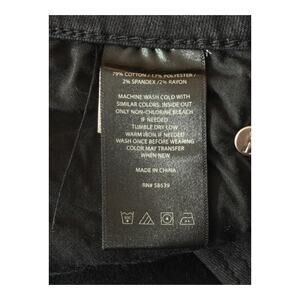 79% COTTON / 17% POLYESTER /
2% SPANDEX /2% RAYON
MACHINE WASH COLD WITH
SIMILAR COLORS. INSIDE OUT
ONLY NON-CHLORINE BLEACH
IF NEEDED
TUMBLE DRY LOW
WARM IRON IF NEEDED
WASH ONCE BEFORE WEARING
COLOR MAY TRANSFER
WHEN NEW
MADE IN CHINA
RN# 58539